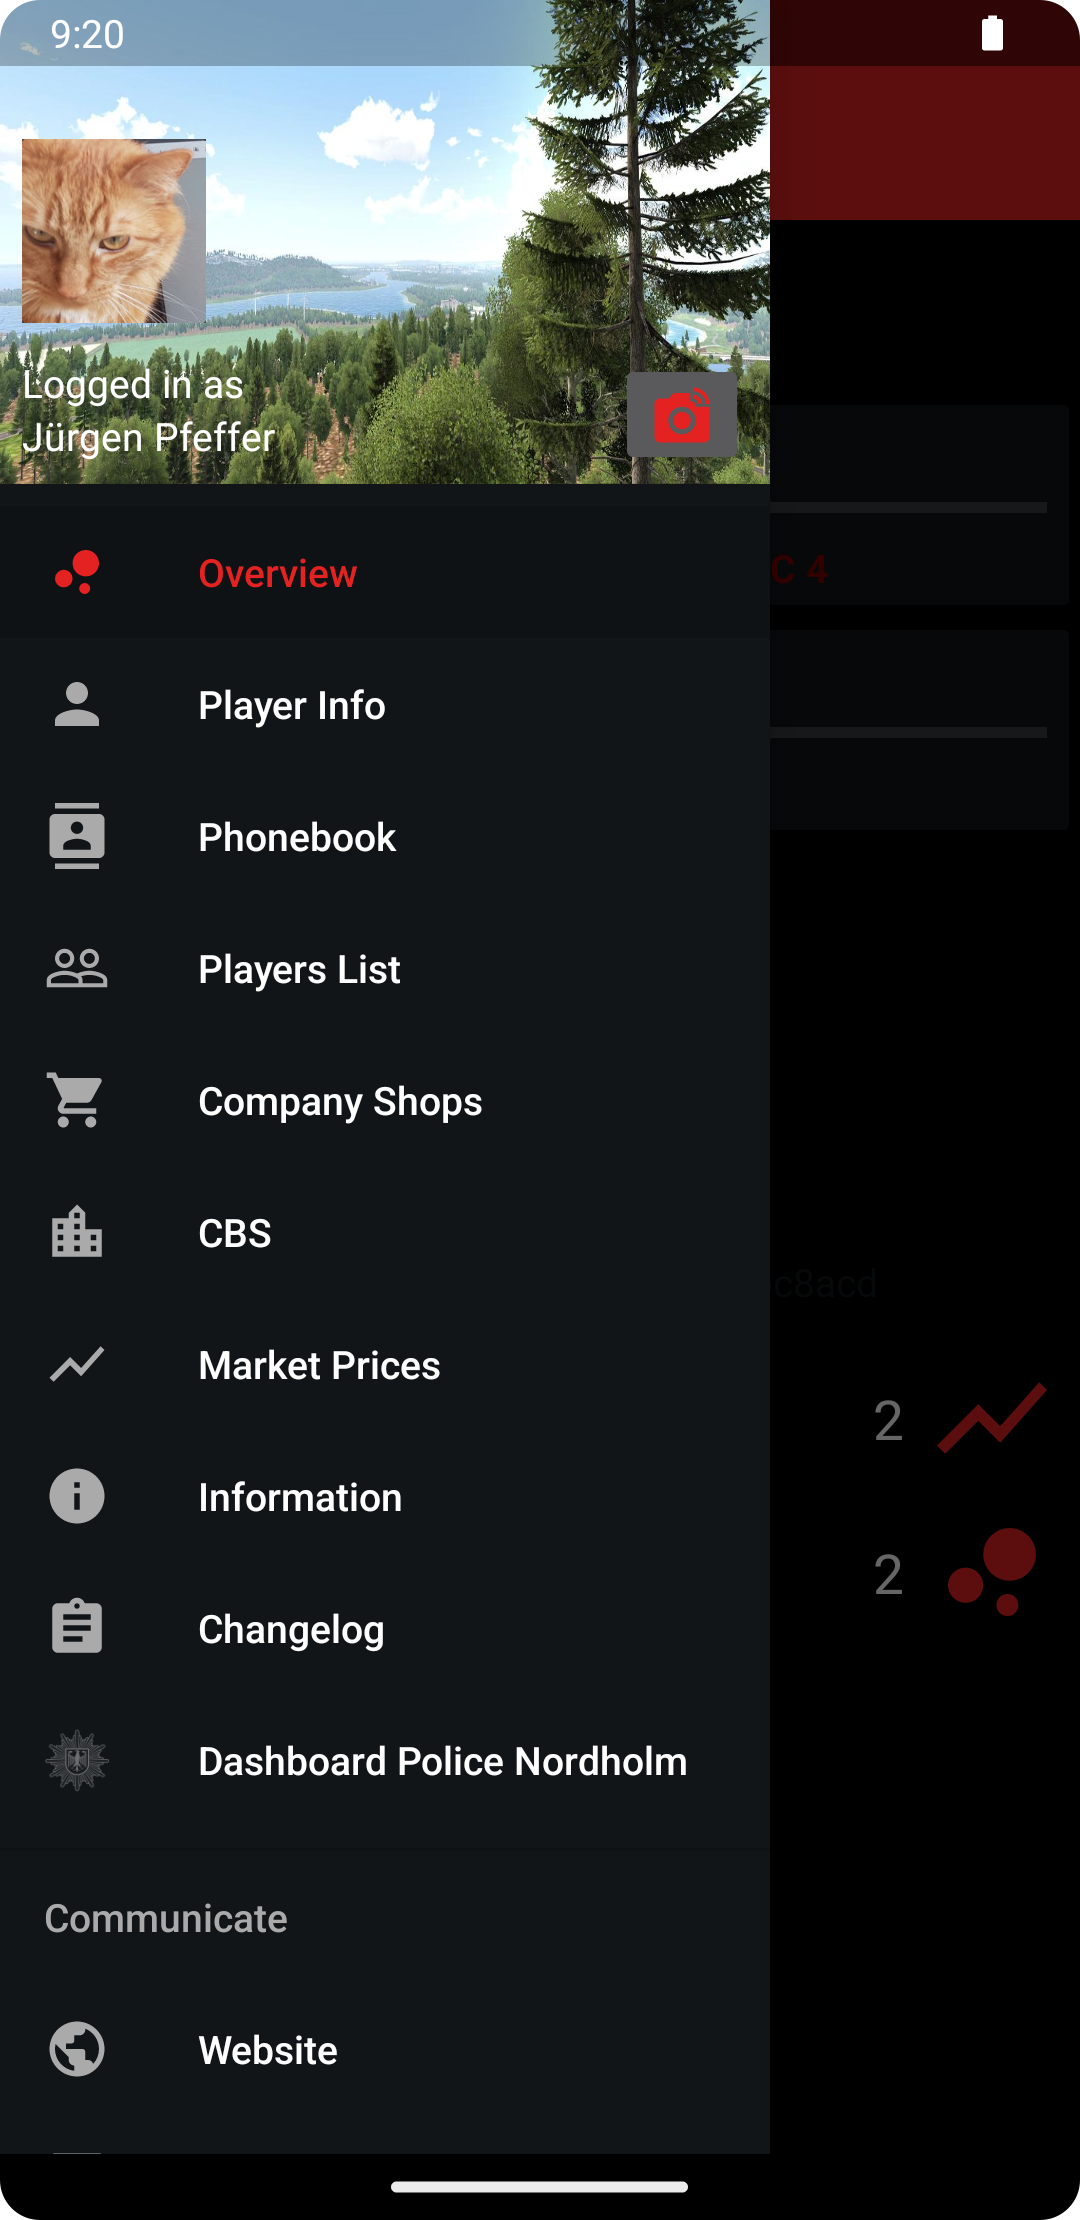 9:20
Logged in as
Jürgen Pfeffer
Overview
C 4
Player Info
Phonebook
Players List
Company Shops
CBS
c8acd
Market Prices
2
Information
2
Changelog
Dashboard Police Nordholm
Communicate
Website